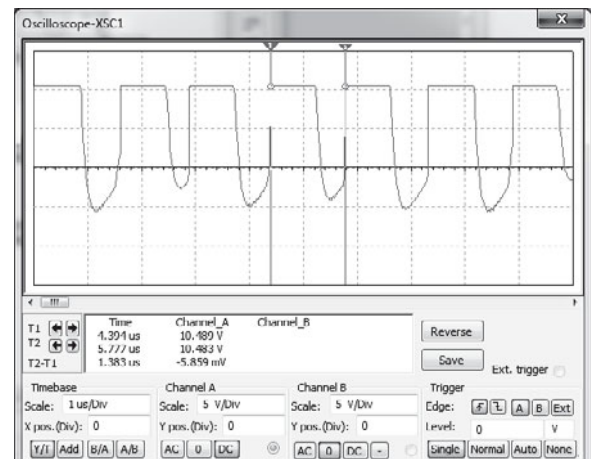 Oscilloscope-XSC1
X
1 2
T1
T2
T2-T1
Time Channel_A Channel_B
4.394 us 10.489 V
5.777 us 10.483 V
1.383 us -5.859 mV
Reverse
Save
Ext. trigger
Timebase
Scale: 1 us/Div
X pos.(Div): 0
Y/T Add B/A A/B
Channel A
Scale: 5 V/Div
Y pos.(Div): 0
AC 0 DC
Channel B
Scale: 5 V/Div
Y pos.(Div): 0
AC 0 DC -
Trigger
Edge: A B Ext
Level: 0 V
Single Normal Auto None